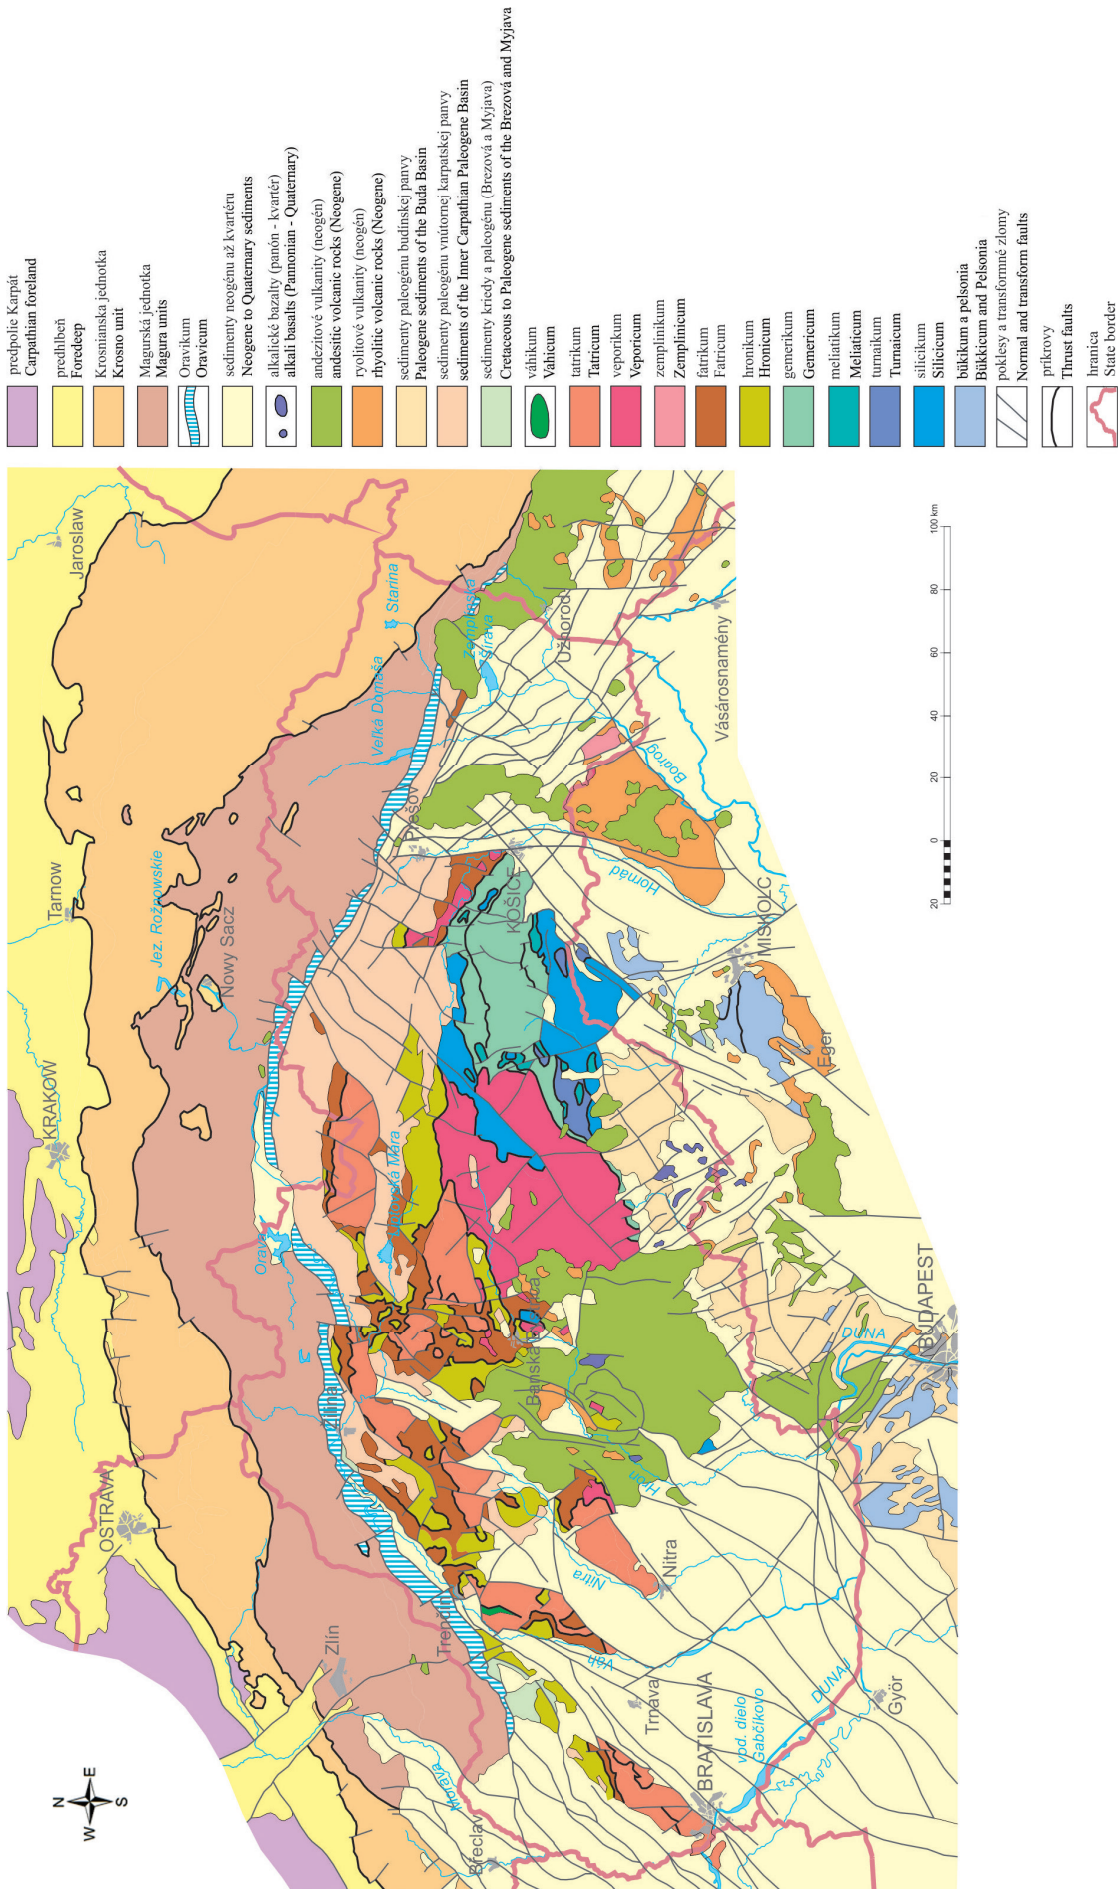 predpolie Karpát
Carpathian foreland
predhlbeň
Foredeep
Krosnianska jednotka
Krosno unit
Magurská jednotka
Magura units
Oravikum
Oravicum
sedimenty neogénu až kvartéru
Neogene to Quaternary sediments
alkalické bazalty (panón - kvartér)
alkali basalts (Pannonian - Quaternary)
andezitové vulkanity (neogén)
andesitic volcanic rocks (Neogene)
ryolitové vulkanity (neogén)
rhyolitic volcanic rocks (Neogene)
sedimenty paleogénu budínskej panvy
Paleogene sediments of the Buda Basin
sedimenty paleogénu vnútornej karpatskej panvy
sediments of the Inner Carpathian Paleogene Basin
sedimenty kriedy a paleogénu (Brezová a Myjava)
Cretaceous to Paleogene sediments of the Brezová and Myjava
váhikum
Vahicum
tatrikum
Tatricum
veporikum
Veporicum
zemplinikum
Zemplinicum
fatrikum
Fatricum
hronikum
Hronicum
gemerikum
Gemericum
meliatikum
Meliaticum
turnaikum
Turnaicum
silicikum
Silicicum
bükikum a pelsonia
Bükkicum and Pelsonia
poklesy a transformné zlomy
Normal and transform faults
príkrovy
Thrust faults
hranica
State border
N
W E
S
OSTRAVA
KRAKOW
Tarnow
Jaroslaw
Jez. Rożnowskie
Nowy Sacz
Zlín
Břeclav
Morava
Orava
Žilina
Liptovská Mara
Trenčín
Váh
Nitra
Nitra
Trnava
BRATISLAVA
vod. dielo
Gabčíkovo
DUNAJ
Győr
Hron
Banská Bystrica
Prešov
KOŠICE
Hornád
Veľká Domaša
Starina
Zemplínska
Šírava
Užhorod
Bodrog
Vásárosnamény
MISKOLC
Eger
DUNA
BUDAPEST
20 0 20 40 60 80 100 km